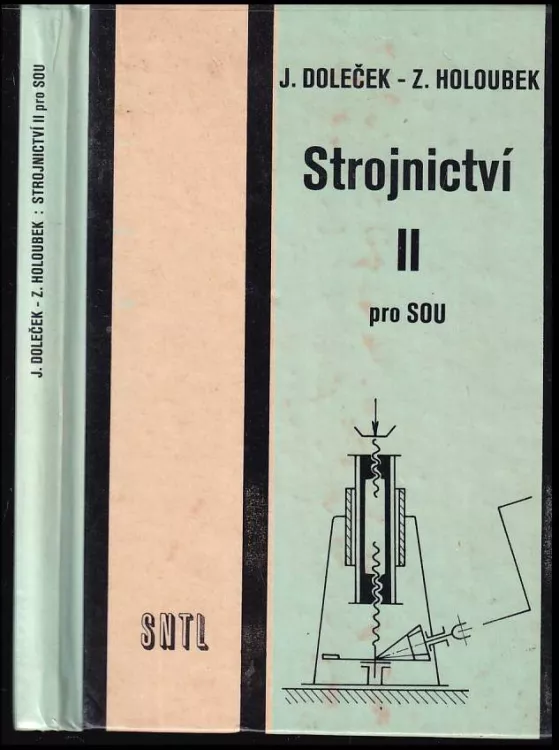 J. DOLEČEK - Z. HOLOUBEK : STROJNICTVÍ II pro SOU
J. DOLEČEK - Z. HOLOUBEK
Strojnictví
II
pro SOU
SNTL